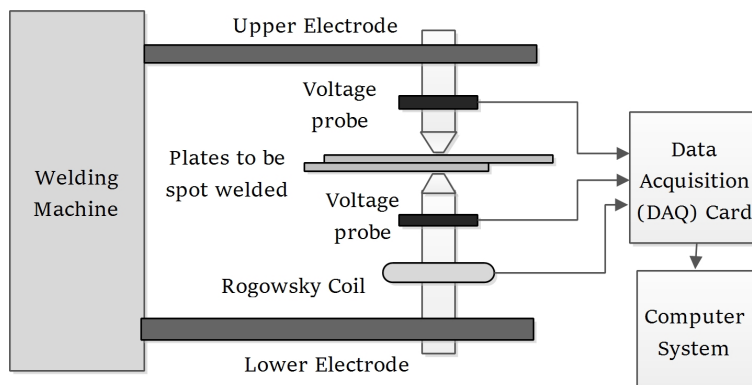 Upper Electrode
Voltage
probe
Plates to be
spot welded
Welding
Machine
Voltage
probe
Rogowsky Coil
Lower Electrode
Data
Acquisition
(DAQ) Card
Computer
System